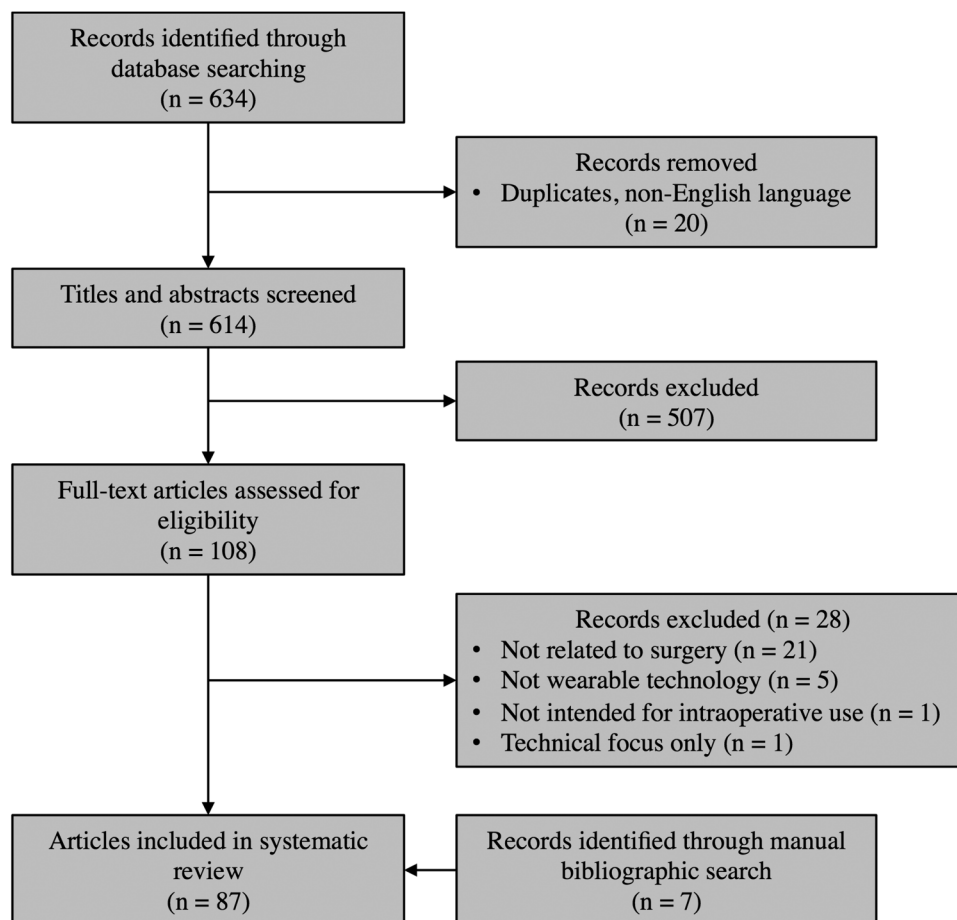 Records identified through
database searching
(n = 634)
Records removed
• Duplicates, non-English language
(n = 20)
Titles and abstracts screened
(n = 614)
Records excluded
(n = 507)
Full-text articles assessed for
eligibility
(n = 108)
Records excluded (n = 28)
• Not related to surgery (n = 21)
• Not wearable technology (n = 5)
• Not intended for intraoperative use (n = 1)
• Technical focus only (n = 1)
Articles included in systematic
review
(n = 87)
Records identified through manual
bibliographic search
(n = 7)